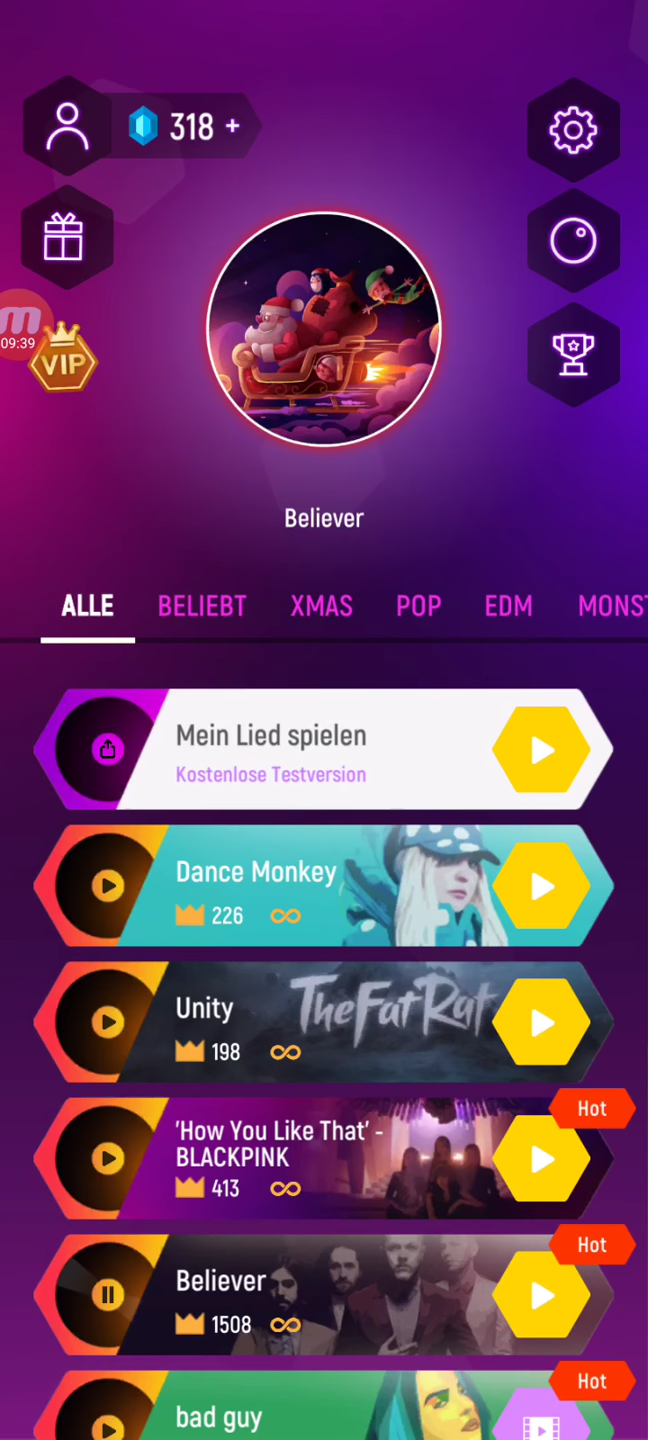 318 +
m
09:39
VIP
Believer
ALLE BELIEBT XMAS POP EDM MONST
Mein Lied spielen
Kostenlose Testversion
Dance Monkey
226
Unity
TheFatRat
198
Hot
'How You Like That' -
BLACKPINK
413
Hot
Believer
1508
Hot
bad guy